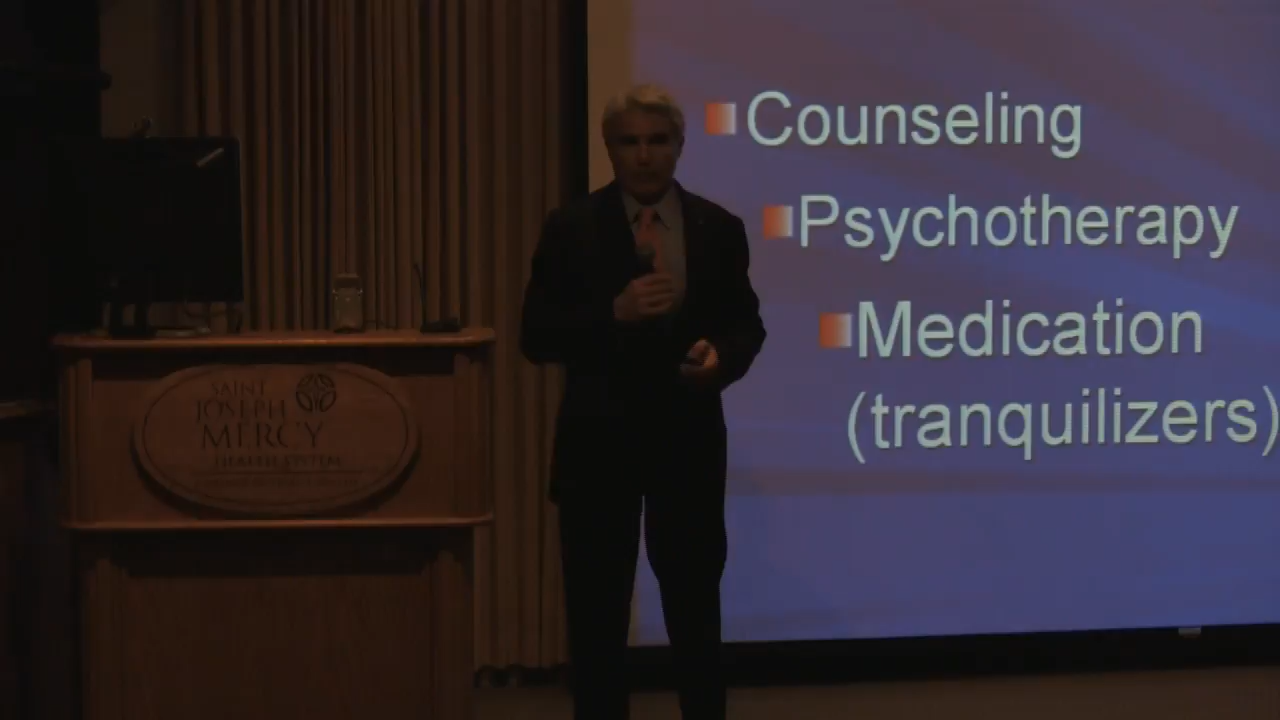 SAINT
JOSEPH
MERCY
HEALTH SYSTEM
Counseling
Psychotherapy
Medication
(tranquilizers)